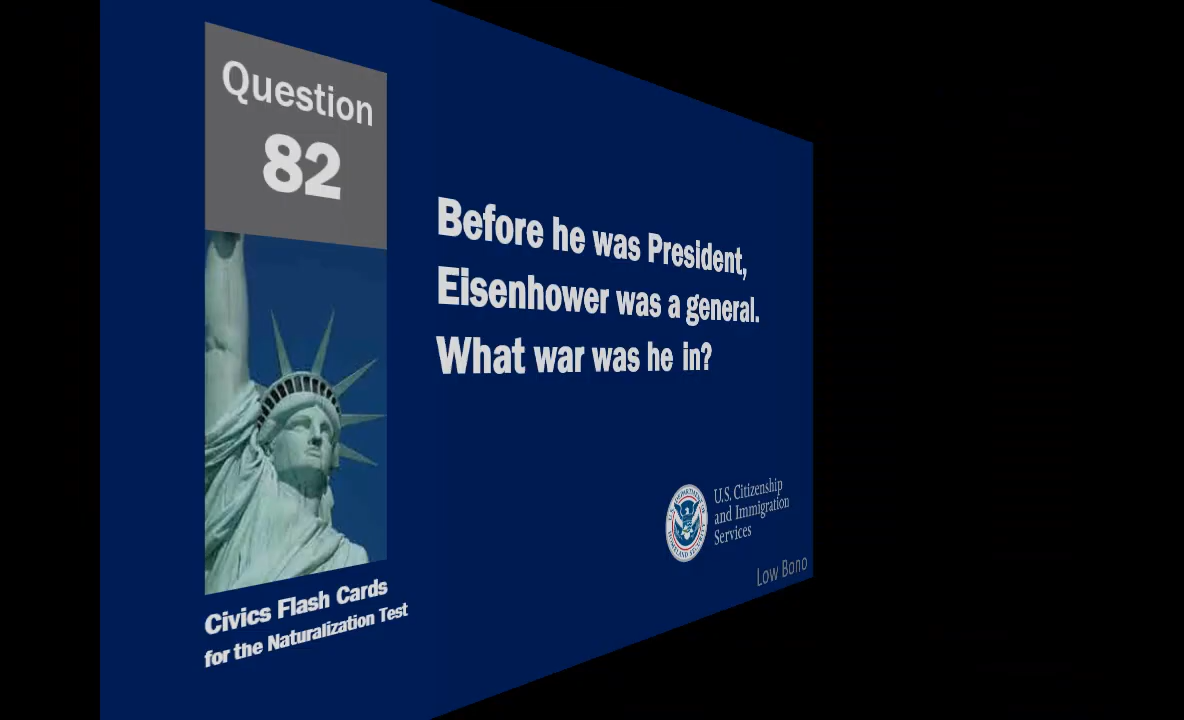 Question
82
Before he was President,
Eisenhower was a general.
What war was he in?
U.S. Citizenship
and Immigration
Services
Low Bono
Civics Flash Cards
for the Naturalization Test